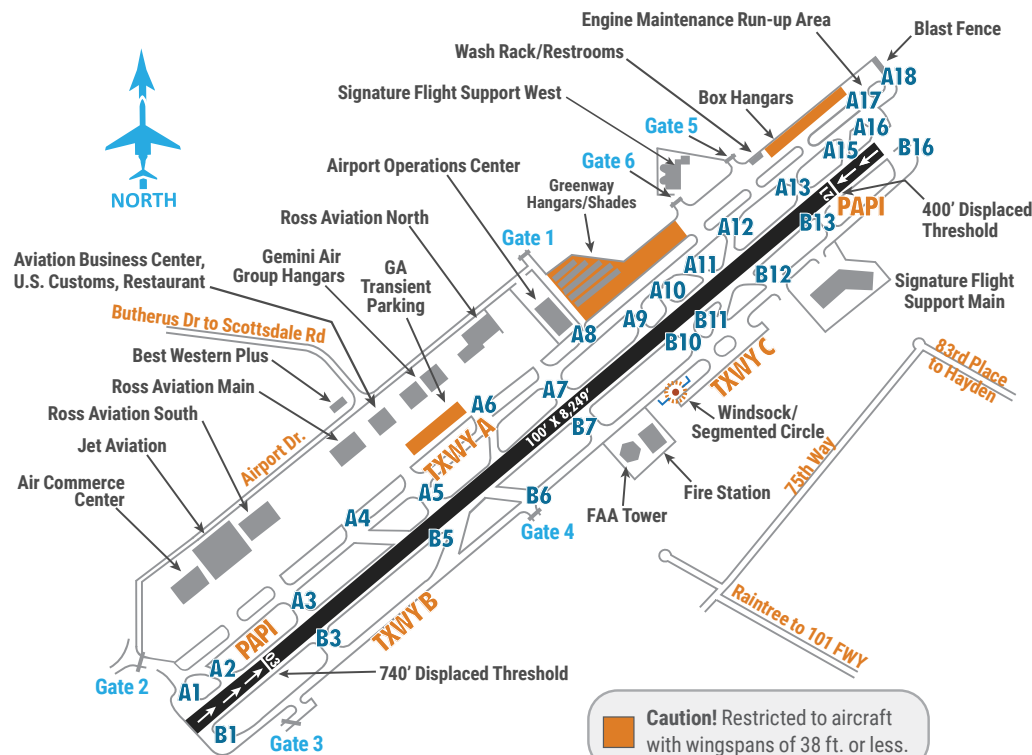 Engine Maintenance Run-up Area
Blast Fence
Wash Rack/Restrooms
Signature Flight Support West
Box Hangars
Gate 5
Gate 6
Airport Operations Center
Greenway
Hangars/Shades
Ross Aviation North
Gate 1
NORTH
Aviation Business Center,
U.S. Customs, Restaurant
Gemini Air
Group Hangars
GA
Transient
Parking
Butherus Dr to Scottsdale Rd
Best Western Plus
Ross Aviation Main
Ross Aviation South
Jet Aviation
Airport Dr.
Air Commerce
Center
A18
A17
A16
A15
B16
A13
PAPI
21
B13
400' Displaced
Threshold
A12
B12
A11
A10
A9
A8
B11
B10
Signature Flight
Support Main
TXWY C
83rd Place
to Hayden
A7
A6
TXWY A
100' X 8,249'
B7
Windsock/
Segmented Circle
75th Way
A5
B6
Fire Station
FAA Tower
Gate 4
A4
B5
A3
B3
TXWY B
Raintree to 101 FWY
PAPI
A2
03
740' Displaced Threshold
Gate 2
A1
B1
Gate 3
Caution! Restricted to aircraft
with wingspans of 38 ft. or less.